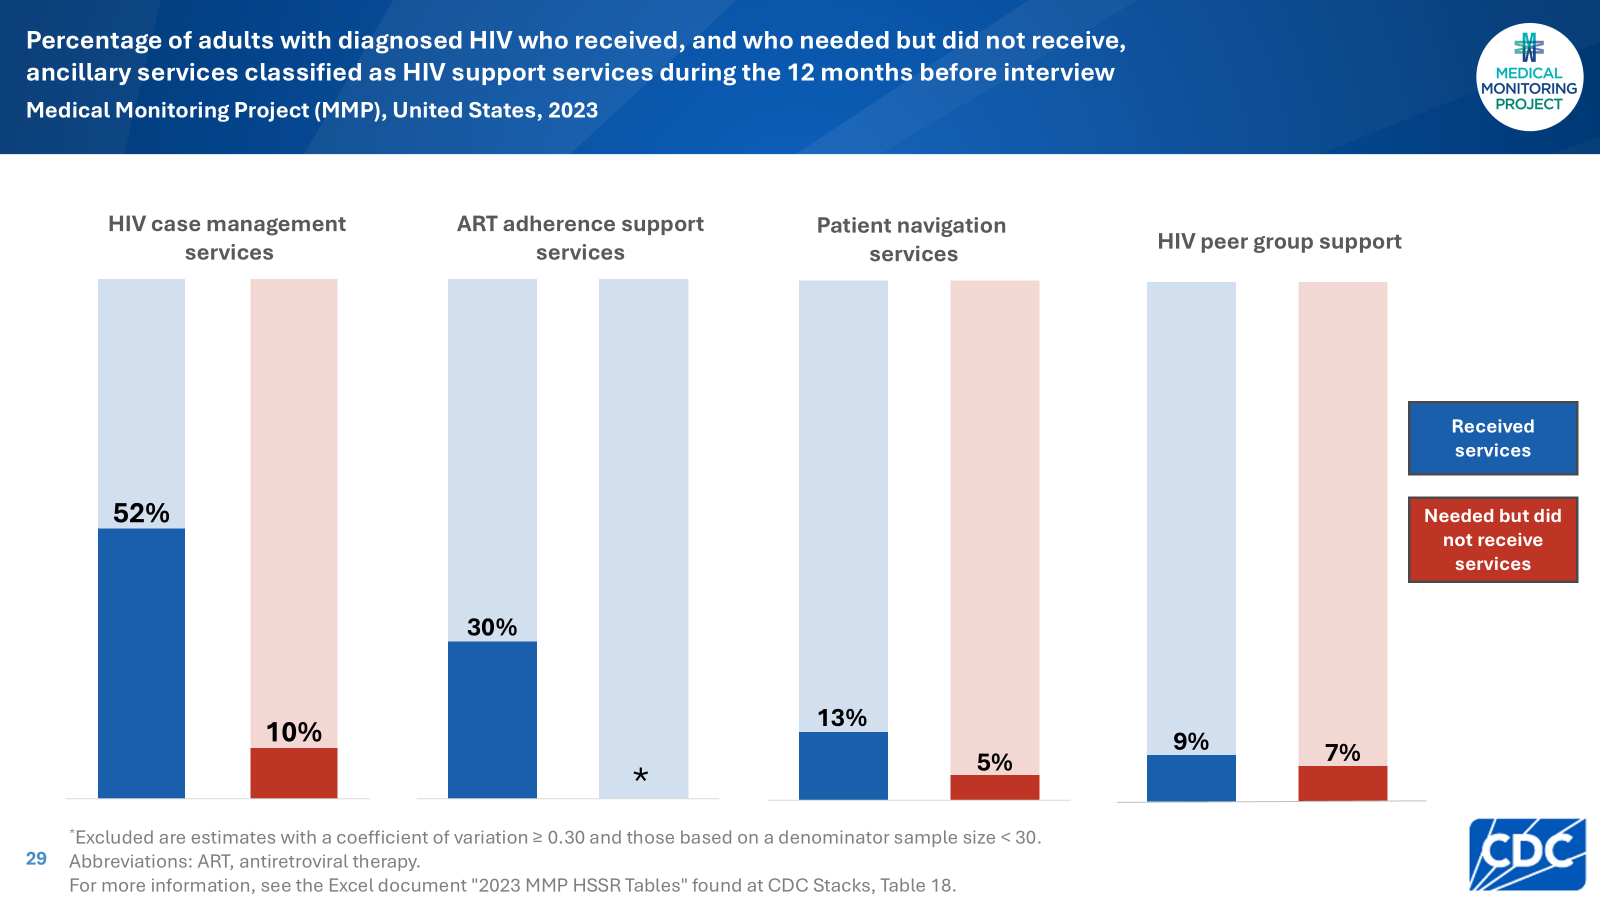 Percentage of adults with diagnosed HIV who received, and who needed but did not receive,
ancillary services classified as HIV support services during the 12 months before interview
Medical Monitoring Project (MMP), United States, 2023
MEDICAL
MONITORING
PROJECT
HIV case management
services
ART adherence support
services
Patient navigation
services
HIV peer group support
52%
10%
30%
*
13%
5%
9%
7%
Received
services
Needed but did
not receive
services
*Excluded are estimates with a coefficient of variation ≥ 0.30 and those based on a denominator sample size < 30.
Abbreviations: ART, antiretroviral therapy.
For more information, see the Excel document "2023 MMP HSSR Tables" found at CDC Stacks, Table 18.
29
CDC